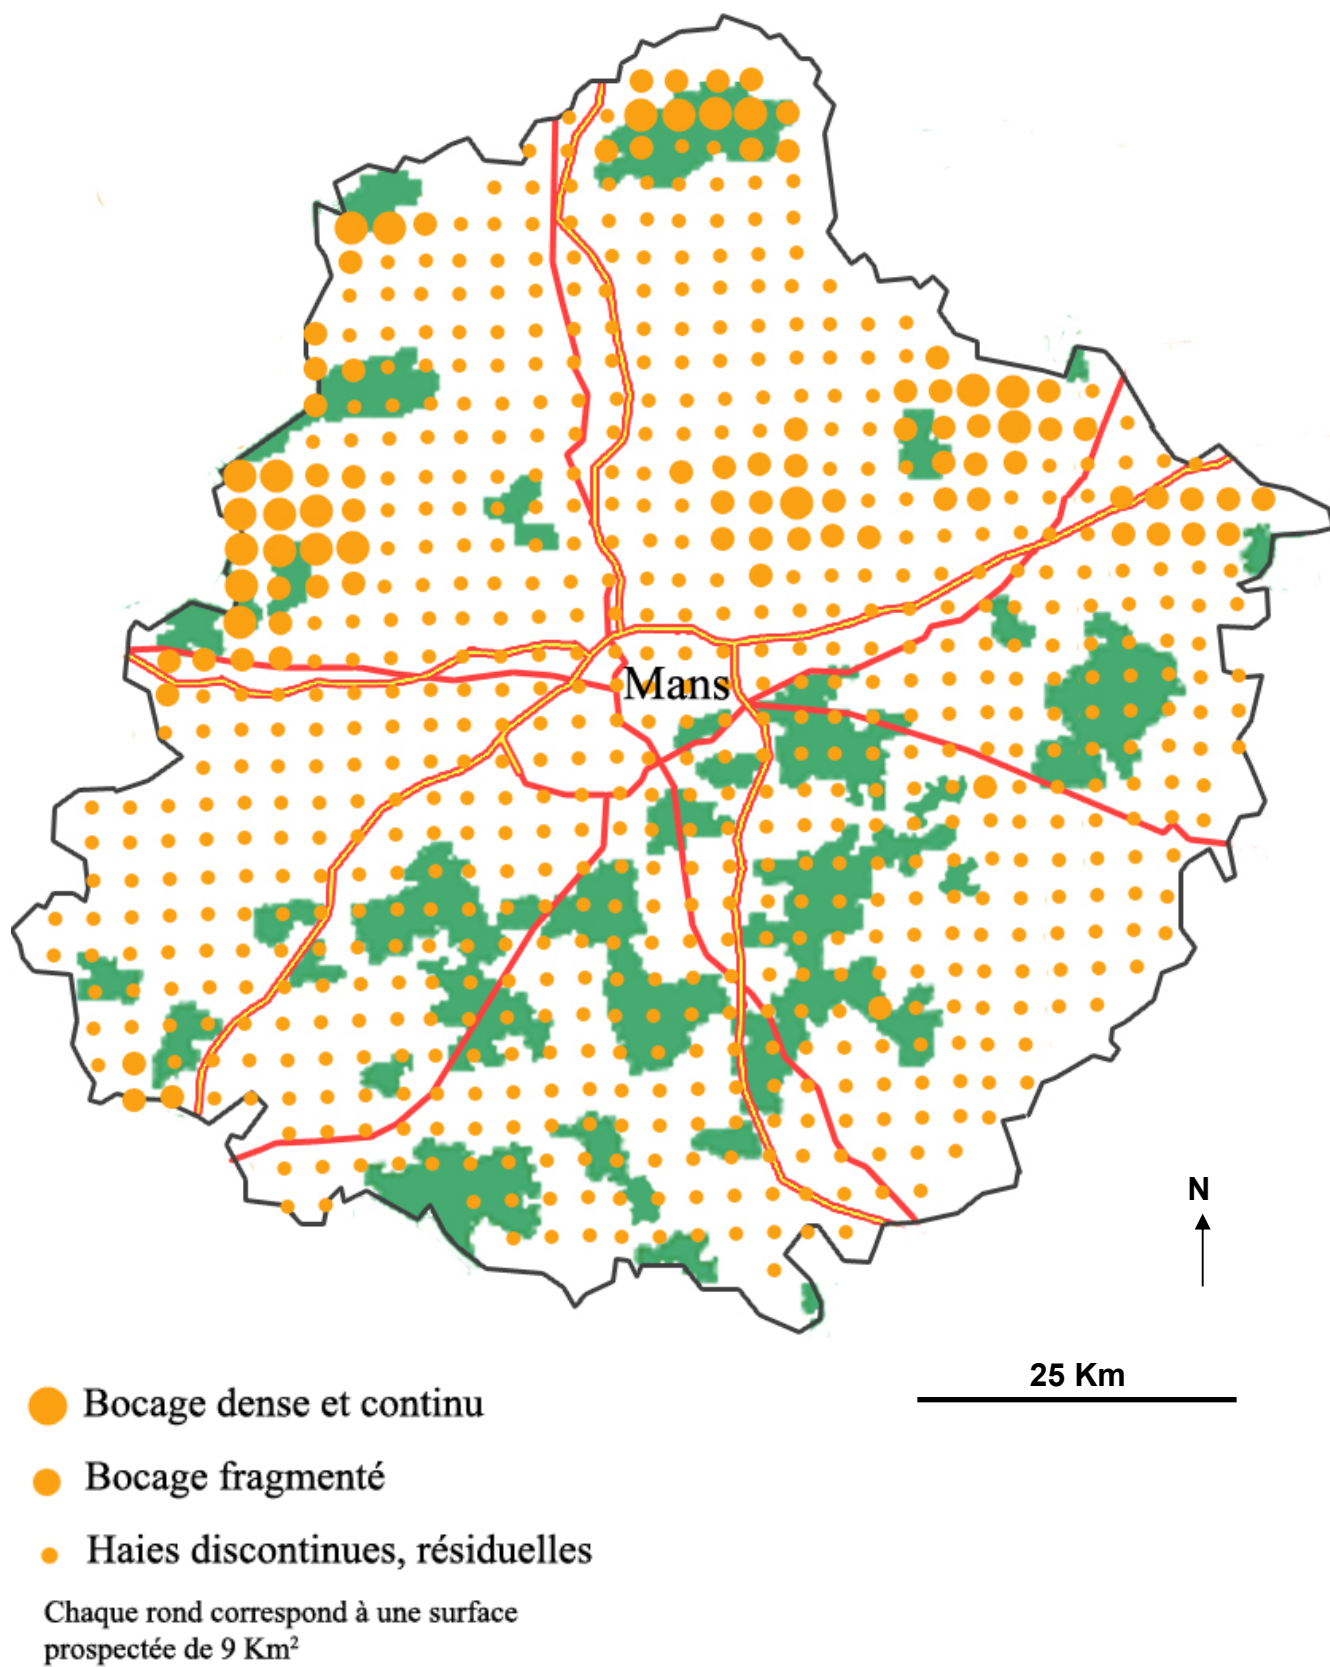 Mans
N
25 Km
Bocage dense et continu
Bocage fragmenté
Haies discontinues, résiduelles
Chaque rond correspond à une surface
prospectée de 9 Km²